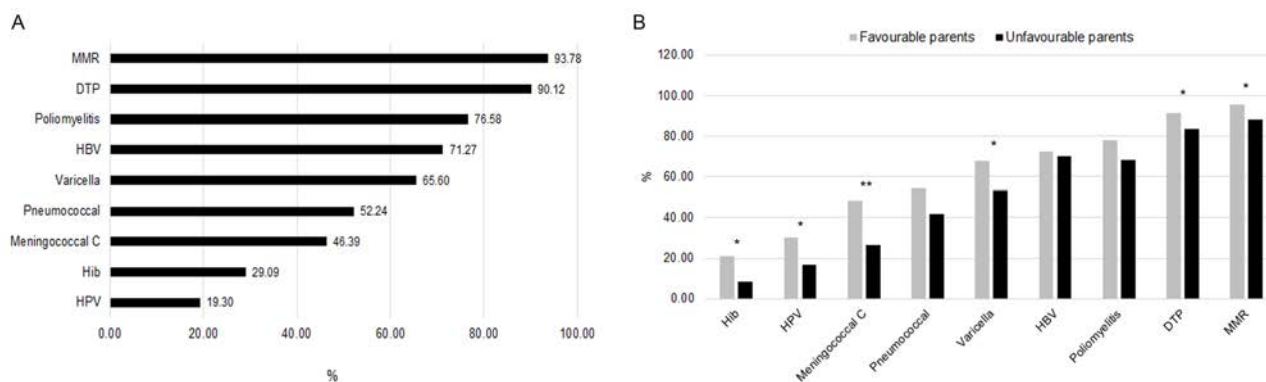 A
MMR
93.78
DTP
90.12
Poliomyelitis
76.58
HBV
71.27
Varicella
65.60
Pneumococcal
52.24
Meningococcal C
46.39
Hib
29.09
HPV
19.30
0.00 20.00 40.00 60.00 80.00 100.00
%
B
Favourable parents Unfavourable parents
120.00
100.00
80.00
60.00
40.00
20.00
0.00
%
* * ** * * *
Hib HPV Meningococcal C Pneumococcal Varicella HBV Poliomyelitis DTP MMR